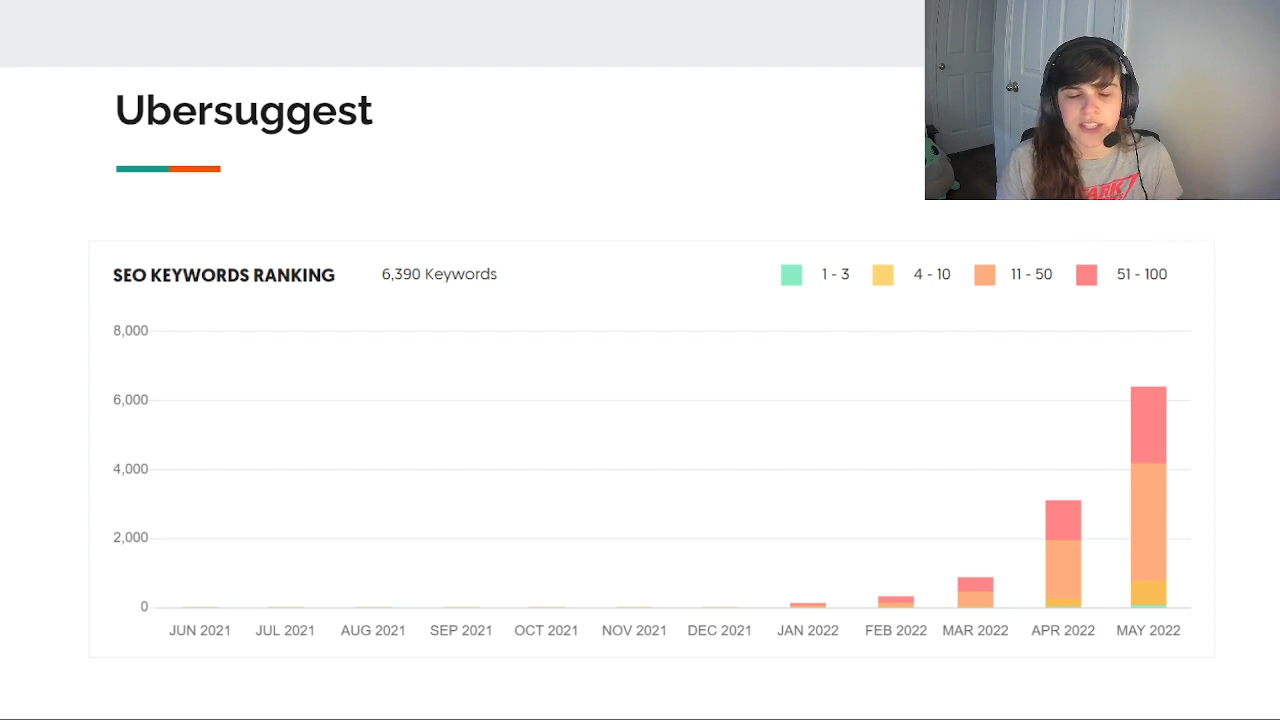 Ubersuggest
SEO KEYWORDS RANKING 6,390 Keywords 1 - 3 4 - 10 11 - 50 51 - 100
8,000
6,000
4,000
2,000
0
JUN 2021 JUL 2021 AUG 2021 SEP 2021 OCT 2021 NOV 2021 DEC 2021 JAN 2022 FEB 2022 MAR 2022 APR 2022 MAY 2022